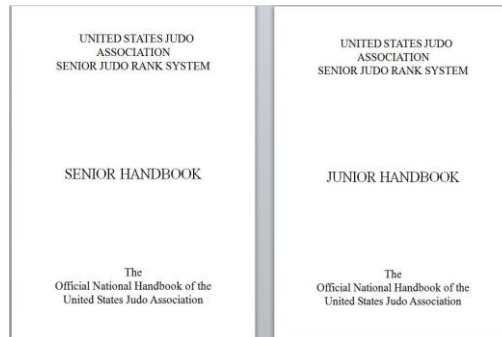 UNITED STATES JUDO
ASSOCIATION
SENIOR JUDO RANK SYSTEM
SENIOR HANDBOOK
The
Official National Handbook of the
United States Judo Association
UNITED STATES JUDO
ASSOCIATION
SENIOR JUDO RANK SYSTEM
JUNIOR HANDBOOK
The
Official National Handbook of the
United States Judo Association